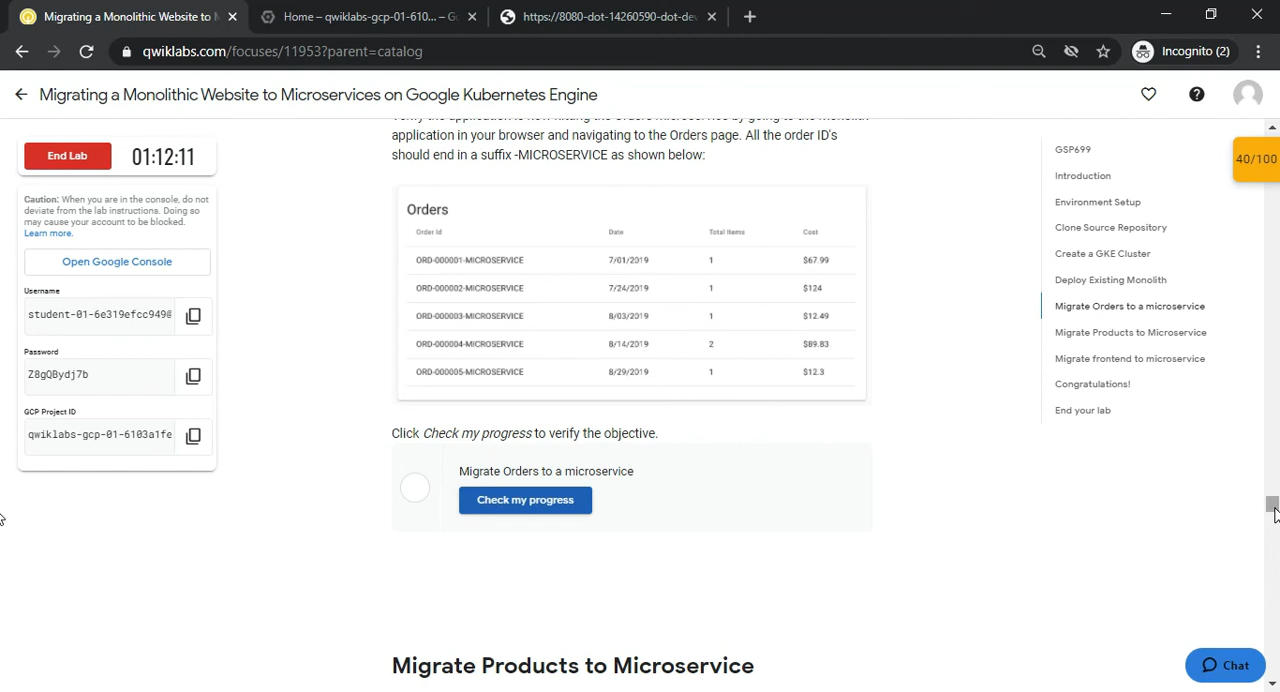 Migrating a Monolithic Website to M
Home – qwiklabs-gcp-01-610... – Go
https://8080-dot-14260590-dot-dev
qwiklabs.com/focuses/11953?parent=catalog
Incognito (2)
Migrating a Monolithic Website to Microservices on Google Kubernetes Engine
End Lab
01:12:11
Caution: When you are in the console, do not
deviate from the lab instructions. Doing so
may cause your account to be blocked.
Learn more.
Open Google Console
Username
student-01-6e319efcc949@
Password
Z8gQBydj7b
GCP Project ID
qwiklabs-gcp-01-6103a1fe
application in your browser and navigating to the Orders page. All the order ID's
should end in a suffix -MICROSERVICE as shown below:
Orders
Order Id Date Total Items Cost
ORD-000001-MICROSERVICE 7/01/2019 1 $67.99
ORD-000002-MICROSERVICE 7/24/2019 1 $124
ORD-000003-MICROSERVICE 8/03/2019 1 $12.49
ORD-000004-MICROSERVICE 8/14/2019 2 $89.83
ORD-000005-MICROSERVICE 8/29/2019 1 $12.3
Click Check my progress to verify the objective.
Migrate Orders to a microservice
Check my progress
Migrate Products to Microservice
GSP699
Introduction
Environment Setup
Clone Source Repository
Create a GKE Cluster
Deploy Existing Monolith
Migrate Orders to a microservice
Migrate Products to Microservice
Migrate frontend to microservice
Congratulations!
End your lab
40/100
Chat